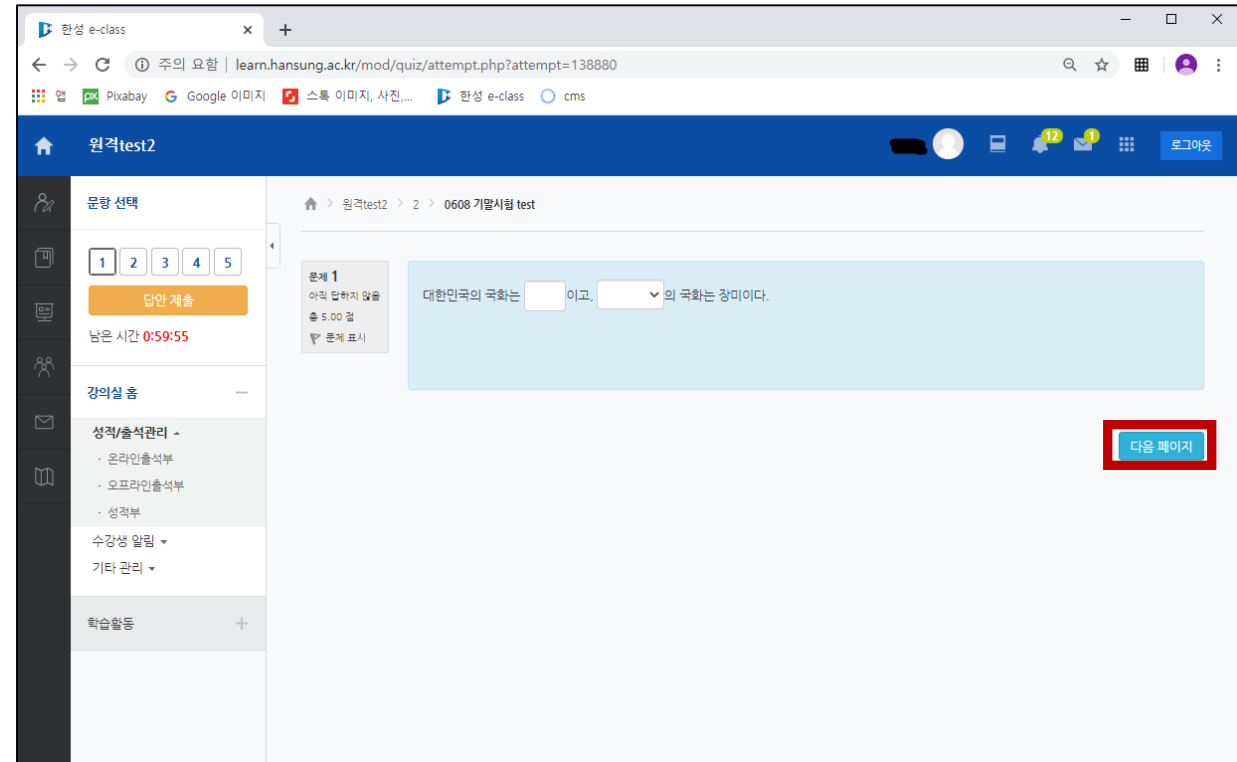 한성 e-class
주의 요함 | learn.hansung.ac.kr/mod/quiz/attempt.php?attempt=138880
앱 Pixabay Google 이미지 스톡 이미지, 사진,... 한성 e-class cms
원격test2 12 1 로그아웃
문항 선택
원격test2 > 2 > 0608 기말시험 test
1 2 3 4 5
답안 제출
남은 시간 0:59:55
문제 1
아직 답하지 않음
총 5.00 점
문제 표시
대한민국의 국화는 이고, 의 국화는 장미이다.
다음 페이지
강의실 홈
성적/출석관리
· 온라인출석부
· 오프라인출석부
· 성적부
수강생 알림
기타 관리
학습활동